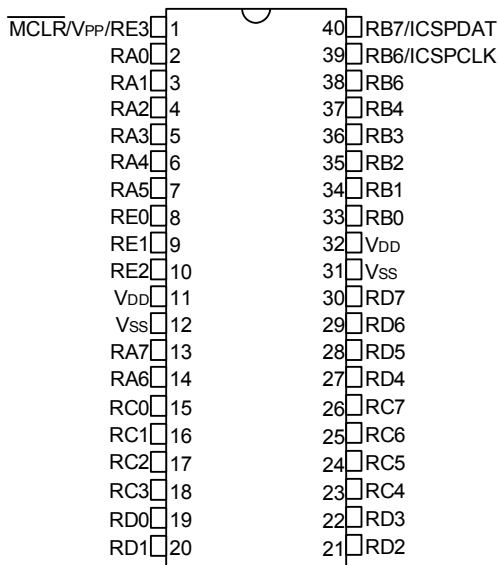 MCLR/VPP/RE3 1 40 RB7/ICSPDAT
RA0 2 39 RB6/ICSPCLK
RA1 3 38 RB6
RA2 4 37 RB4
RA3 5 36 RB3
RA4 6 35 RB2
RA5 7 34 RB1
RE0 8 33 RB0
RE1 9 32 VDD
RE2 10 31 VSS
VDD 11 30 RD7
VSS 12 29 RD6
RA7 13 28 RD5
RA6 14 27 RD4
RC0 15 26 RC7
RC1 16 25 RC6
RC2 17 24 RC5
RC3 18 23 RC4
RD0 19 22 RD3
RD1 20 21 RD2